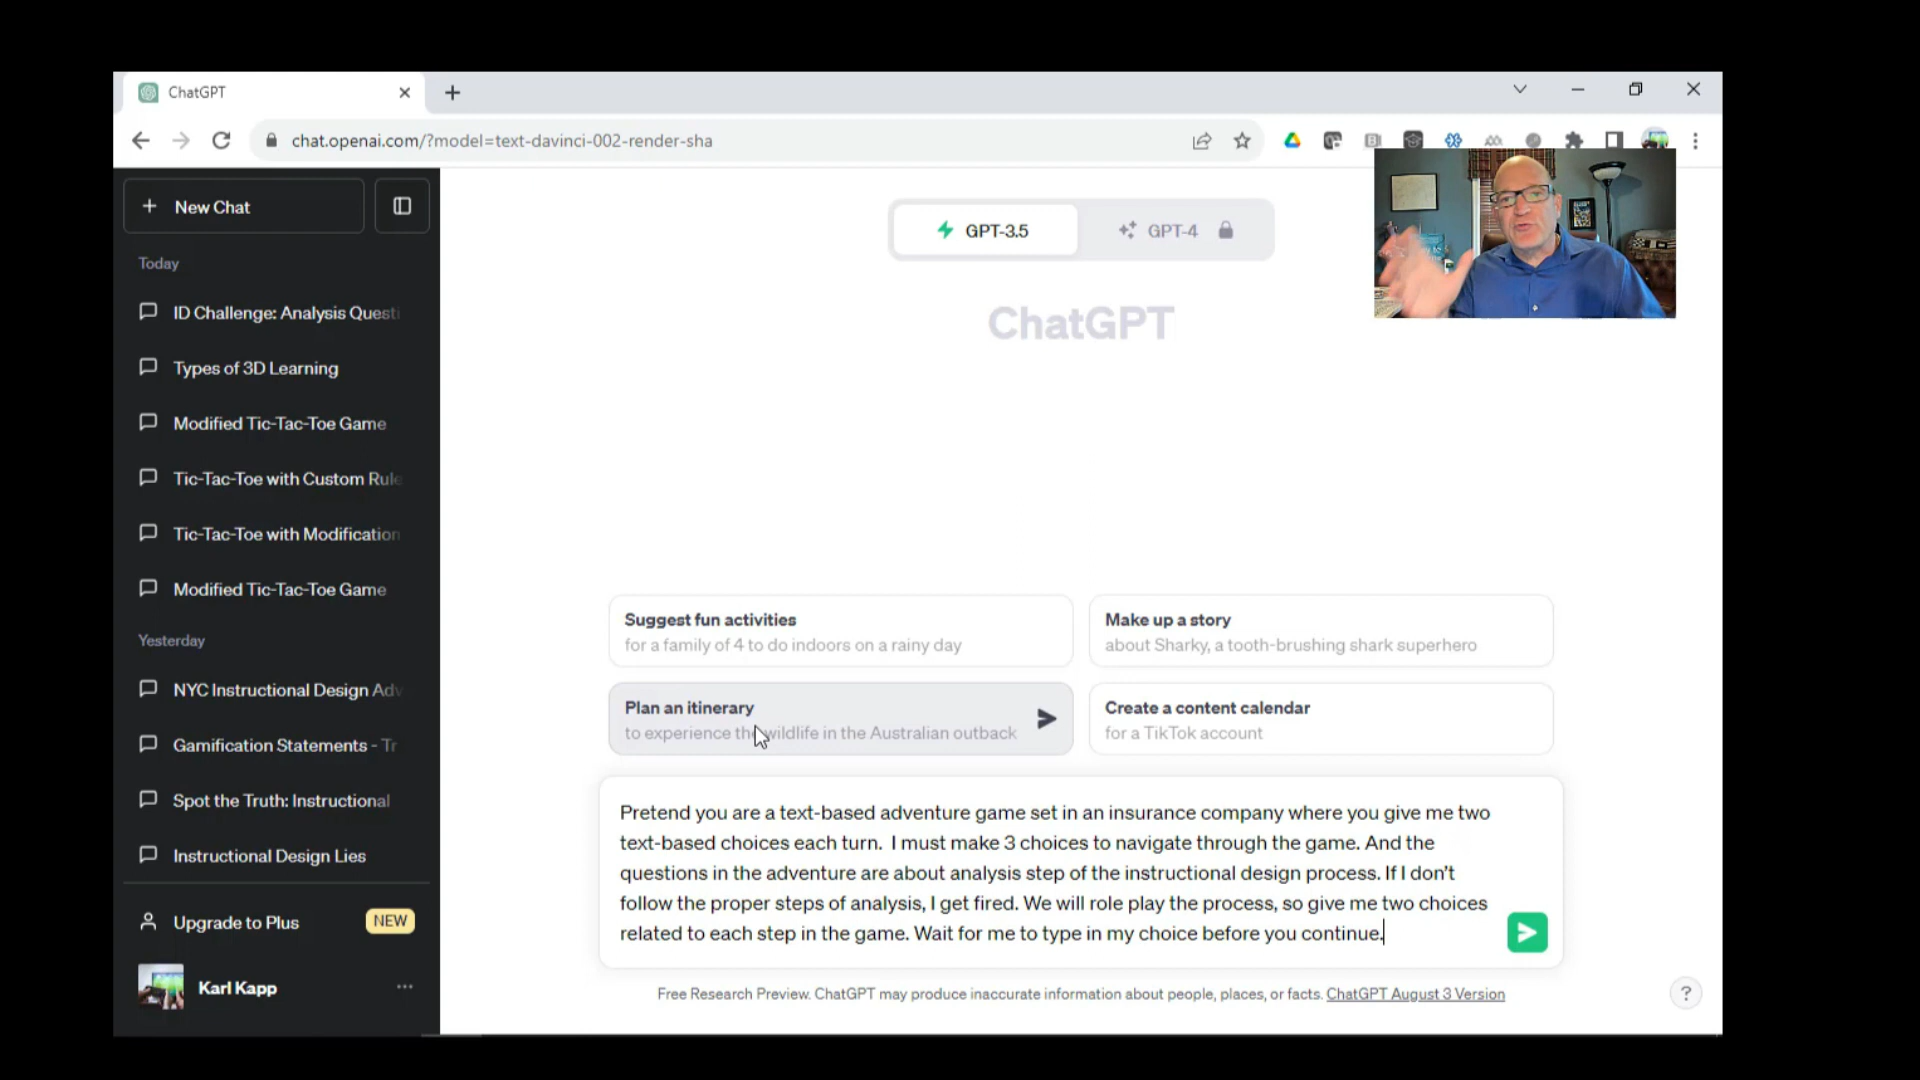 ChatGPT
chat.openai.com/?model=text-davinci-002-render-sha
New Chat
Today
ID Challenge: Analysis Questi
Types of 3D Learning
Modified Tic-Tac-Toe Game
Tic-Tac-Toe with Custom Rule
Tic-Tac-Toe with Modification
Modified Tic-Tac-Toe Game
Yesterday
NYC Instructional Design Adv
Gamification Statements - Tr
Spot the Truth: Instructional
Instructional Design Lies
Upgrade to Plus NEW
Karl Kapp
GPT-3.5 GPT-4
ChatGPT
Suggest fun activities
for a family of 4 to do indoors on a rainy day
Make up a story
about Sharky, a tooth-brushing shark superhero
Plan an itinerary
to experience the wildlife in the Australian outback
Create a content calendar
for a TikTok account
Pretend you are a text-based adventure game set in an insurance company where you give me two
text-based choices each turn. I must make 3 choices to navigate through the game. And the
questions in the adventure are about analysis step of the instructional design process. If I don’t
follow the proper steps of analysis, I get fired. We will role play the process, so give me two choices
related to each step in the game. Wait for me to type in my choice before you continue.
Free Research Preview. ChatGPT may produce inaccurate information about people, places, or facts. ChatGPT August 3 Version
?